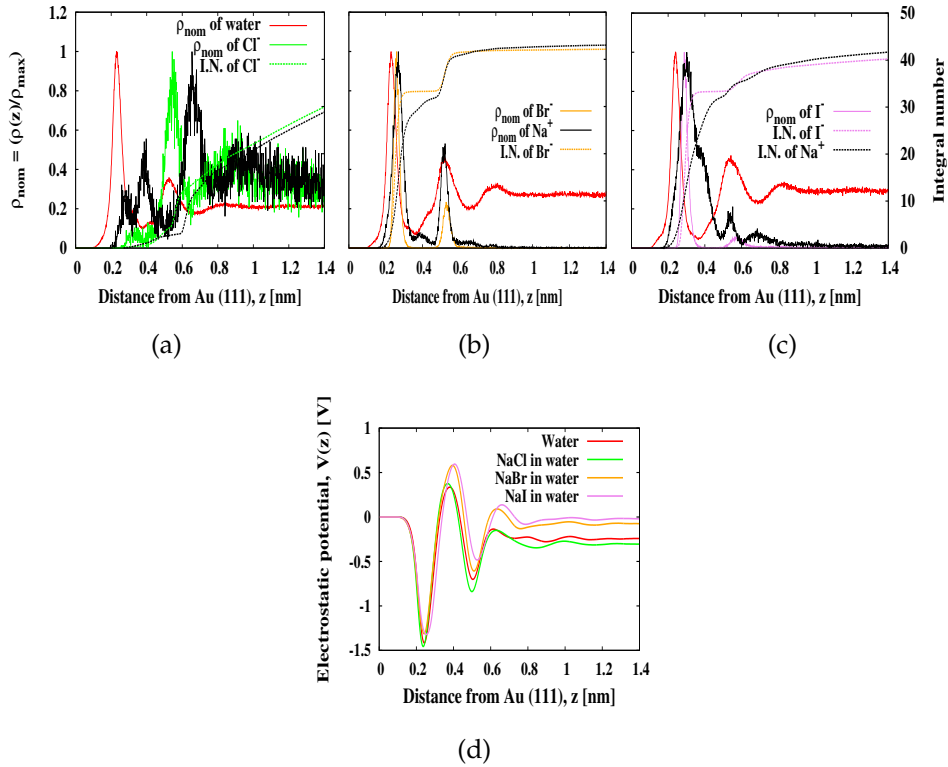 ρnom = (ρ(z)/ρmax)
1.2
1
0.8
0.6
0.4
0.2
0
ρnom of water
ρnom of Cl-
I.N. of Cl-
0 0.2 0.4 0.6 0.8 1 1.2 1.4
Distance from Au (111), z [nm]
(a)
ρnom of Br-
ρnom of Na+
I.N. of Br-
0 0.2 0.4 0.6 0.8 1 1.2 1.4
Distance from Au (111), z [nm]
(b)
ρnom of I-
I.N. of I-
I.N. of Na+
0 0.2 0.4 0.6 0.8 1 1.2 1.4
Distance from Au (111), z [nm]
50
40
30
20
10
0
Integral number
(c)
Electrostatic potential, V(z) [V]
1
0.5
0
-0.5
-1
-1.5
Water
NaCl in water
NaBr in water
NaI in water
0 0.2 0.4 0.6 0.8 1 1.2 1.4
Distance from Au (111), z [nm]
(d)